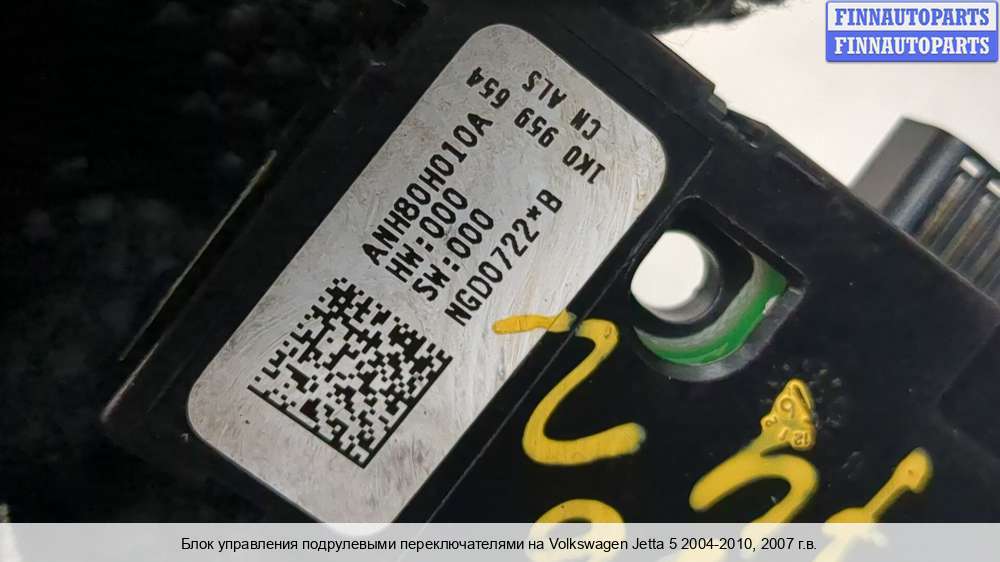 FINNAUTOPARTS
FINNAUTOPARTS
1K0 959 654
CM ALS
ANH80H010A
HW:000
SW:000
NGD0722*B
Блок управления подрулевыми переключателями на Volkswagen Jetta 5 2004-2010, 2007 г.в.